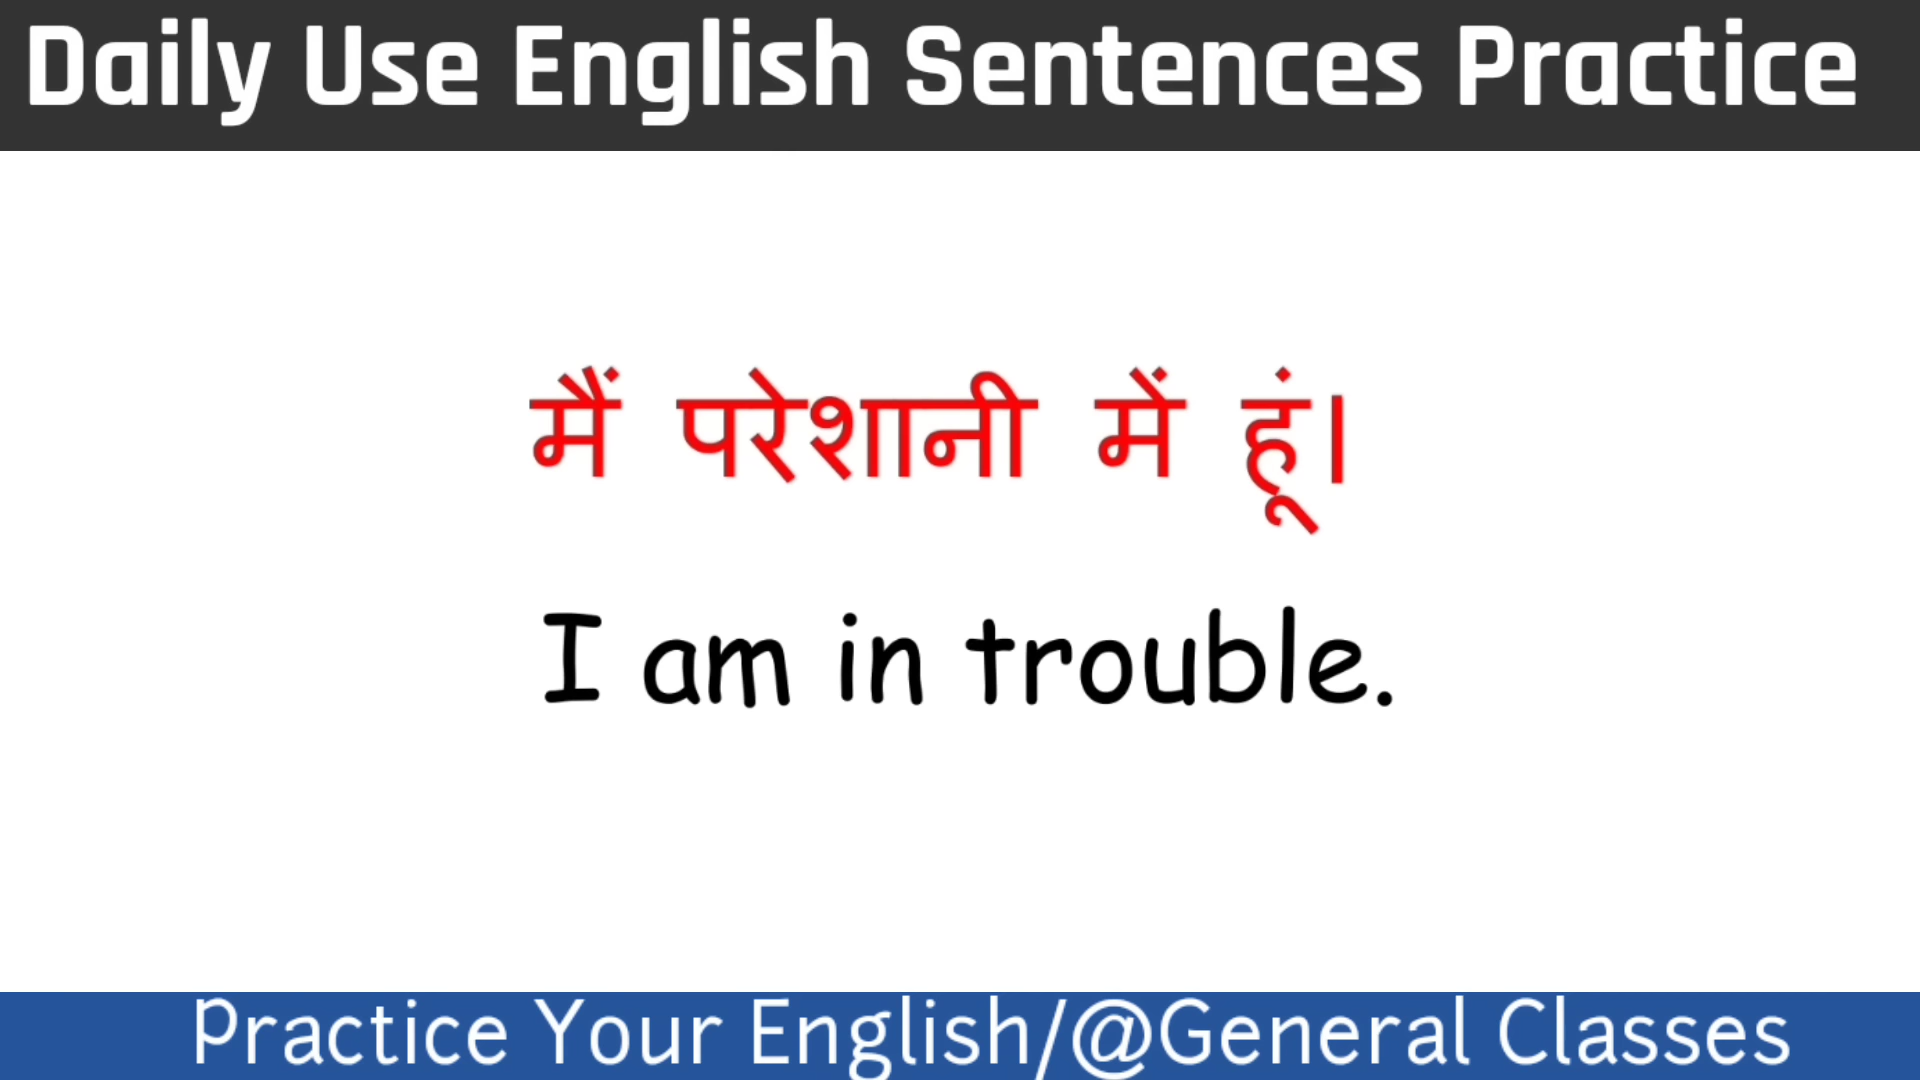 Daily Use English Sentences Practice
मैं परेशानी में हूं।
I am in trouble.
Practice Your English/@General Classes